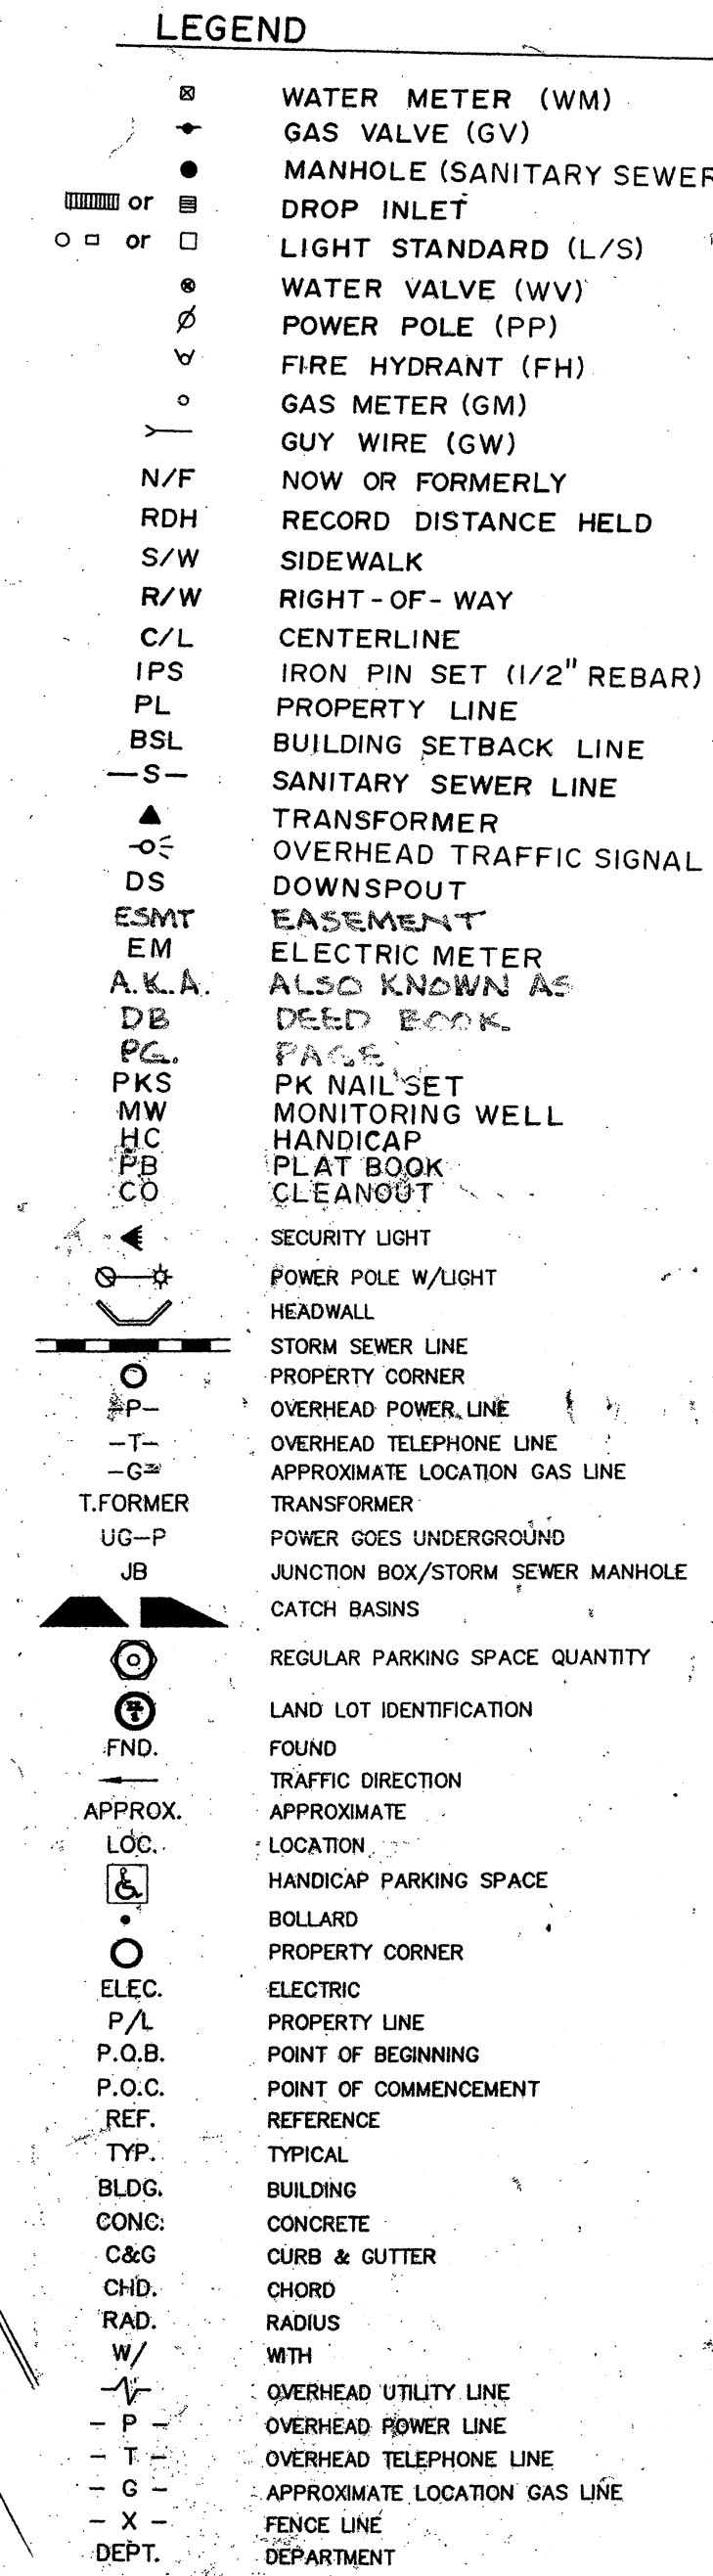 LEGEND
WATER METER (WM)
GAS VALVE (GV)
MANHOLE (SANITARY SEWER
or DROP INLET
or LIGHT STANDARD (L/S)
WATER VALVE (WV)
POWER POLE (PP)
FIRE HYDRANT (FH)
GAS METER (GM)
GUY WIRE (GW)
N/F NOW OR FORMERLY
RDH RECORD DISTANCE HELD
S/W SIDEWALK
R/W RIGHT-OF-WAY
C/L CENTERLINE
IPS IRON PIN SET (1/2" REBAR)
PL PROPERTY LINE
BSL BUILDING SETBACK LINE
—S— SANITARY SEWER LINE
TRANSFORMER
OVERHEAD TRAFFIC SIGNAL
DS DOWNSPOUT
ESMT EASEMENT
EM ELECTRIC METER
A.K.A. ALSO KNOWN AS
DB DEED BOOK
PG. PAGE
PKS PK NAIL SET
MW MONITORING WELL
HC HANDICAP
PB PLAT BOOK
CO CLEANOUT
SECURITY LIGHT
POWER POLE W/LIGHT
HEADWALL
STORM SEWER LINE
PROPERTY CORNER
-P- OVERHEAD POWER LINE
-T- OVERHEAD TELEPHONE LINE
-G- APPROXIMATE LOCATION GAS LINE
T.FORMER TRANSFORMER
UG-P POWER GOES UNDERGROUND
JB JUNCTION BOX/STORM SEWER MANHOLE
CATCH BASINS
REGULAR PARKING SPACE QUANTITY
LAND LOT IDENTIFICATION
FND. FOUND
TRAFFIC DIRECTION
APPROX. APPROXIMATE
LOC. LOCATION
HANDICAP PARKING SPACE
BOLLARD
PROPERTY CORNER
ELEC. ELECTRIC
P/L PROPERTY LINE
P.O.B. POINT OF BEGINNING
P.O.C. POINT OF COMMENCEMENT
REF. REFERENCE
TYP. TYPICAL
BLDG. BUILDING
CONC. CONCRETE
C&G CURB & GUTTER
CHD. CHORD
RAD. RADIUS
W/ WITH
OVERHEAD UTILITY LINE
- P - OVERHEAD POWER LINE
- T - OVERHEAD TELEPHONE LINE
- G - APPROXIMATE LOCATION GAS LINE
- X - FENCE LINE
DEPT. DEPARTMENT